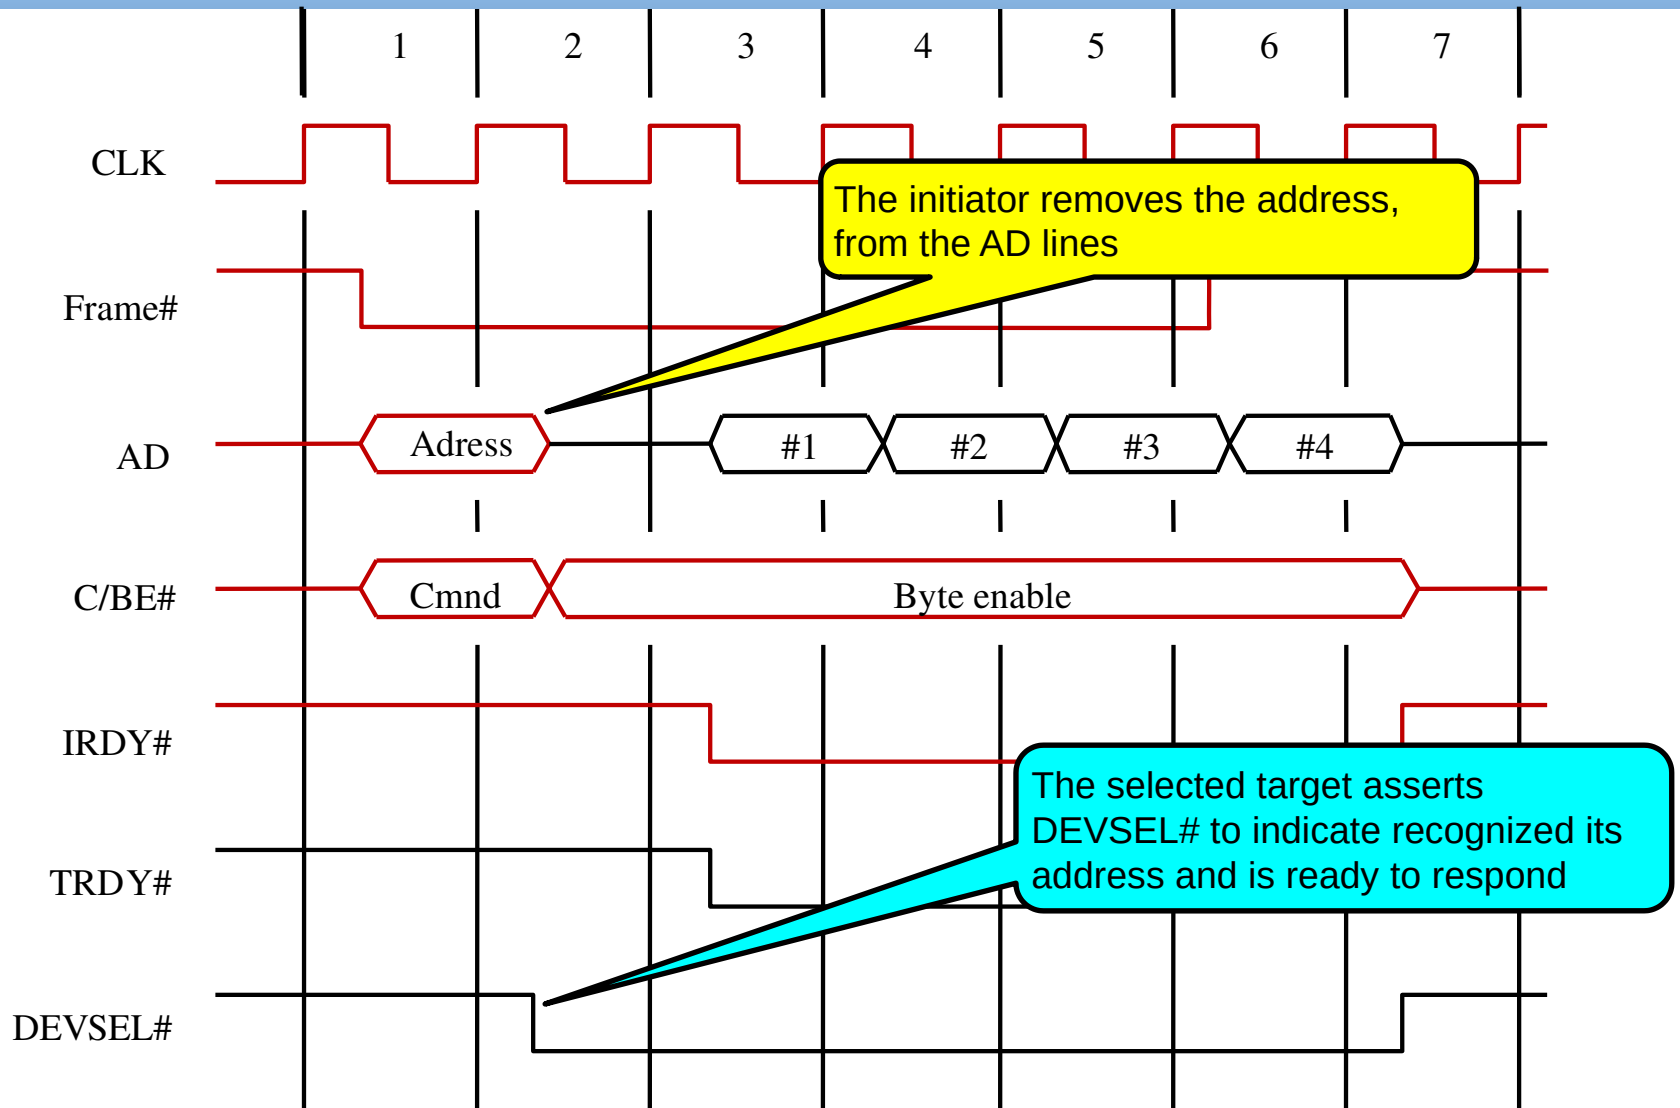 1 2 3 4 5 6 7
CLK
The initiator removes the address,
from the AD lines
Frame#
AD
Adress #1 #2 #3 #4
C/BE#
Cmnd Byte enable
IRDY#
The selected target asserts
DEVSEL# to indicate recognized its
address and is ready to respond
TRDY#
DEVSEL#